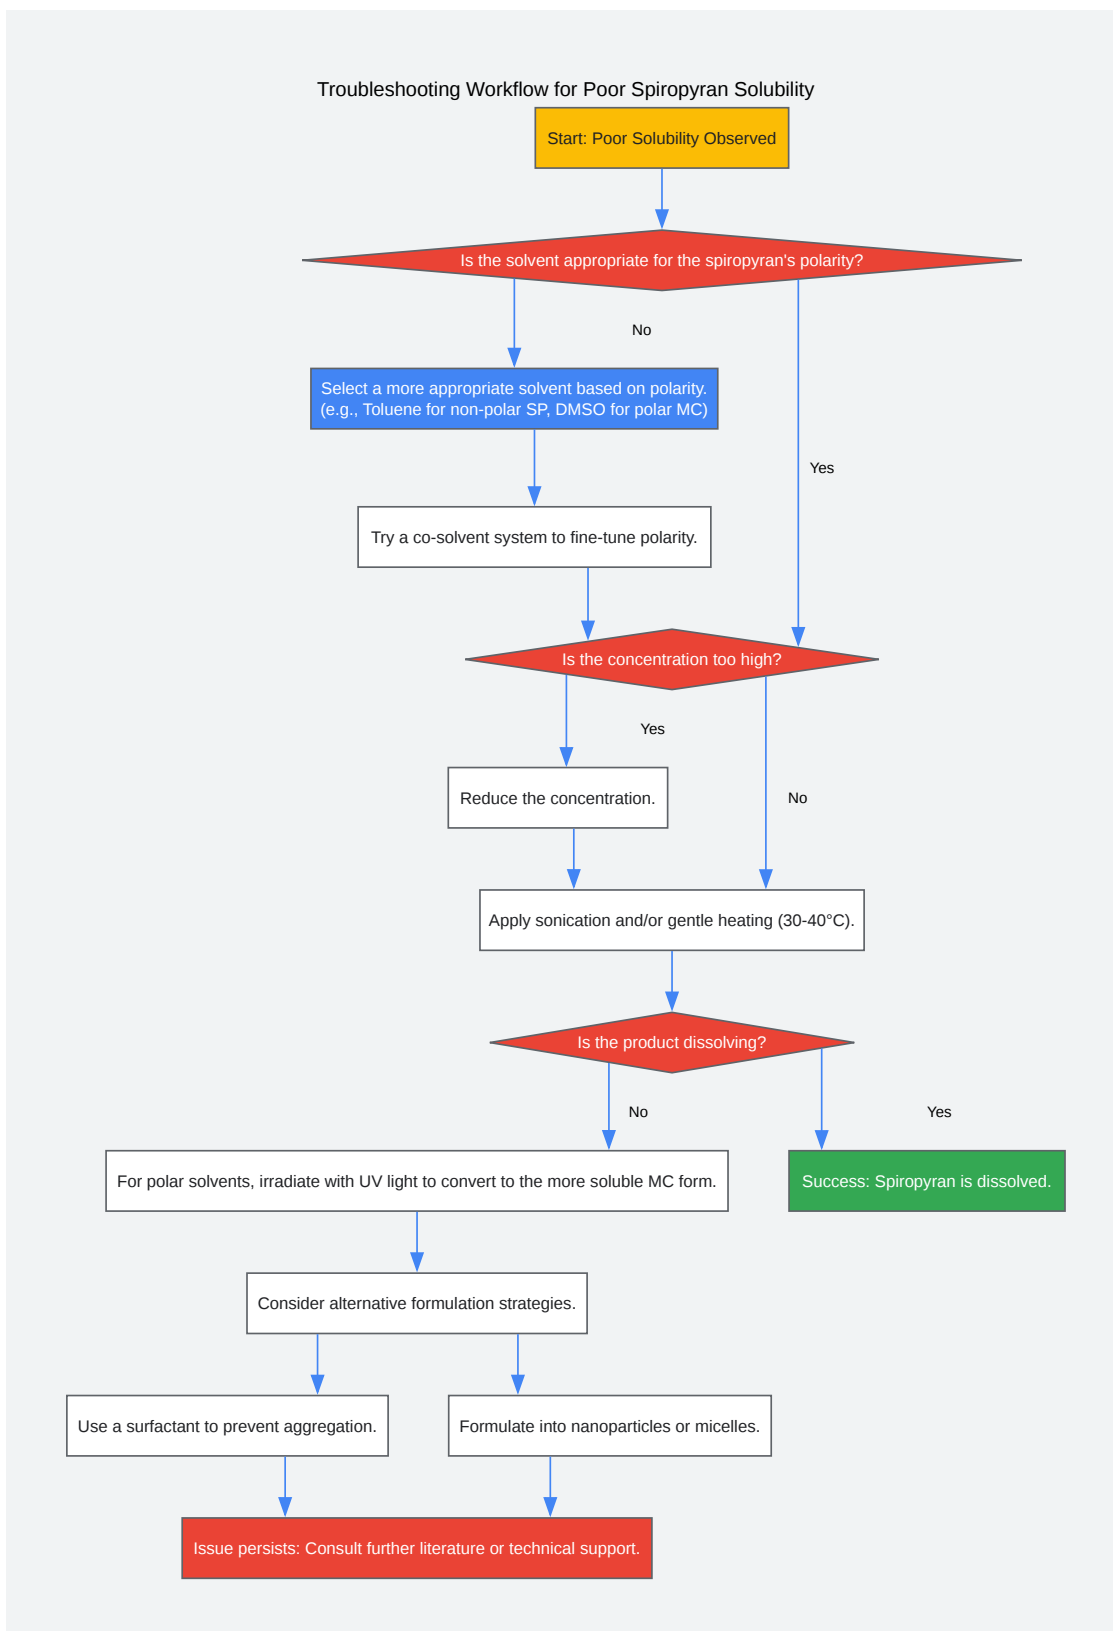 Troubleshooting Workflow for Poor Spiropyran Solubility
Start: Poor Solubility Observed
Is the solvent appropriate for the spiropyran's polarity?
No
Select a more appropriate solvent based on polarity.
(e.g., Toluene for non-polar SP, DMSO for polar MC)
Yes
Try a co-solvent system to fine-tune polarity.
Is the concentration too high?
Yes
Reduce the concentration.
No
Apply sonication and/or gentle heating (30-40°C).
Is the product dissolving?
No
Yes
For polar solvents, irradiate with UV light to convert to the more soluble MC form.
Success: Spiropyran is dissolved.
Consider alternative formulation strategies.
Use a surfactant to prevent aggregation.
Formulate into nanoparticles or micelles.
Issue persists: Consult further literature or technical support.